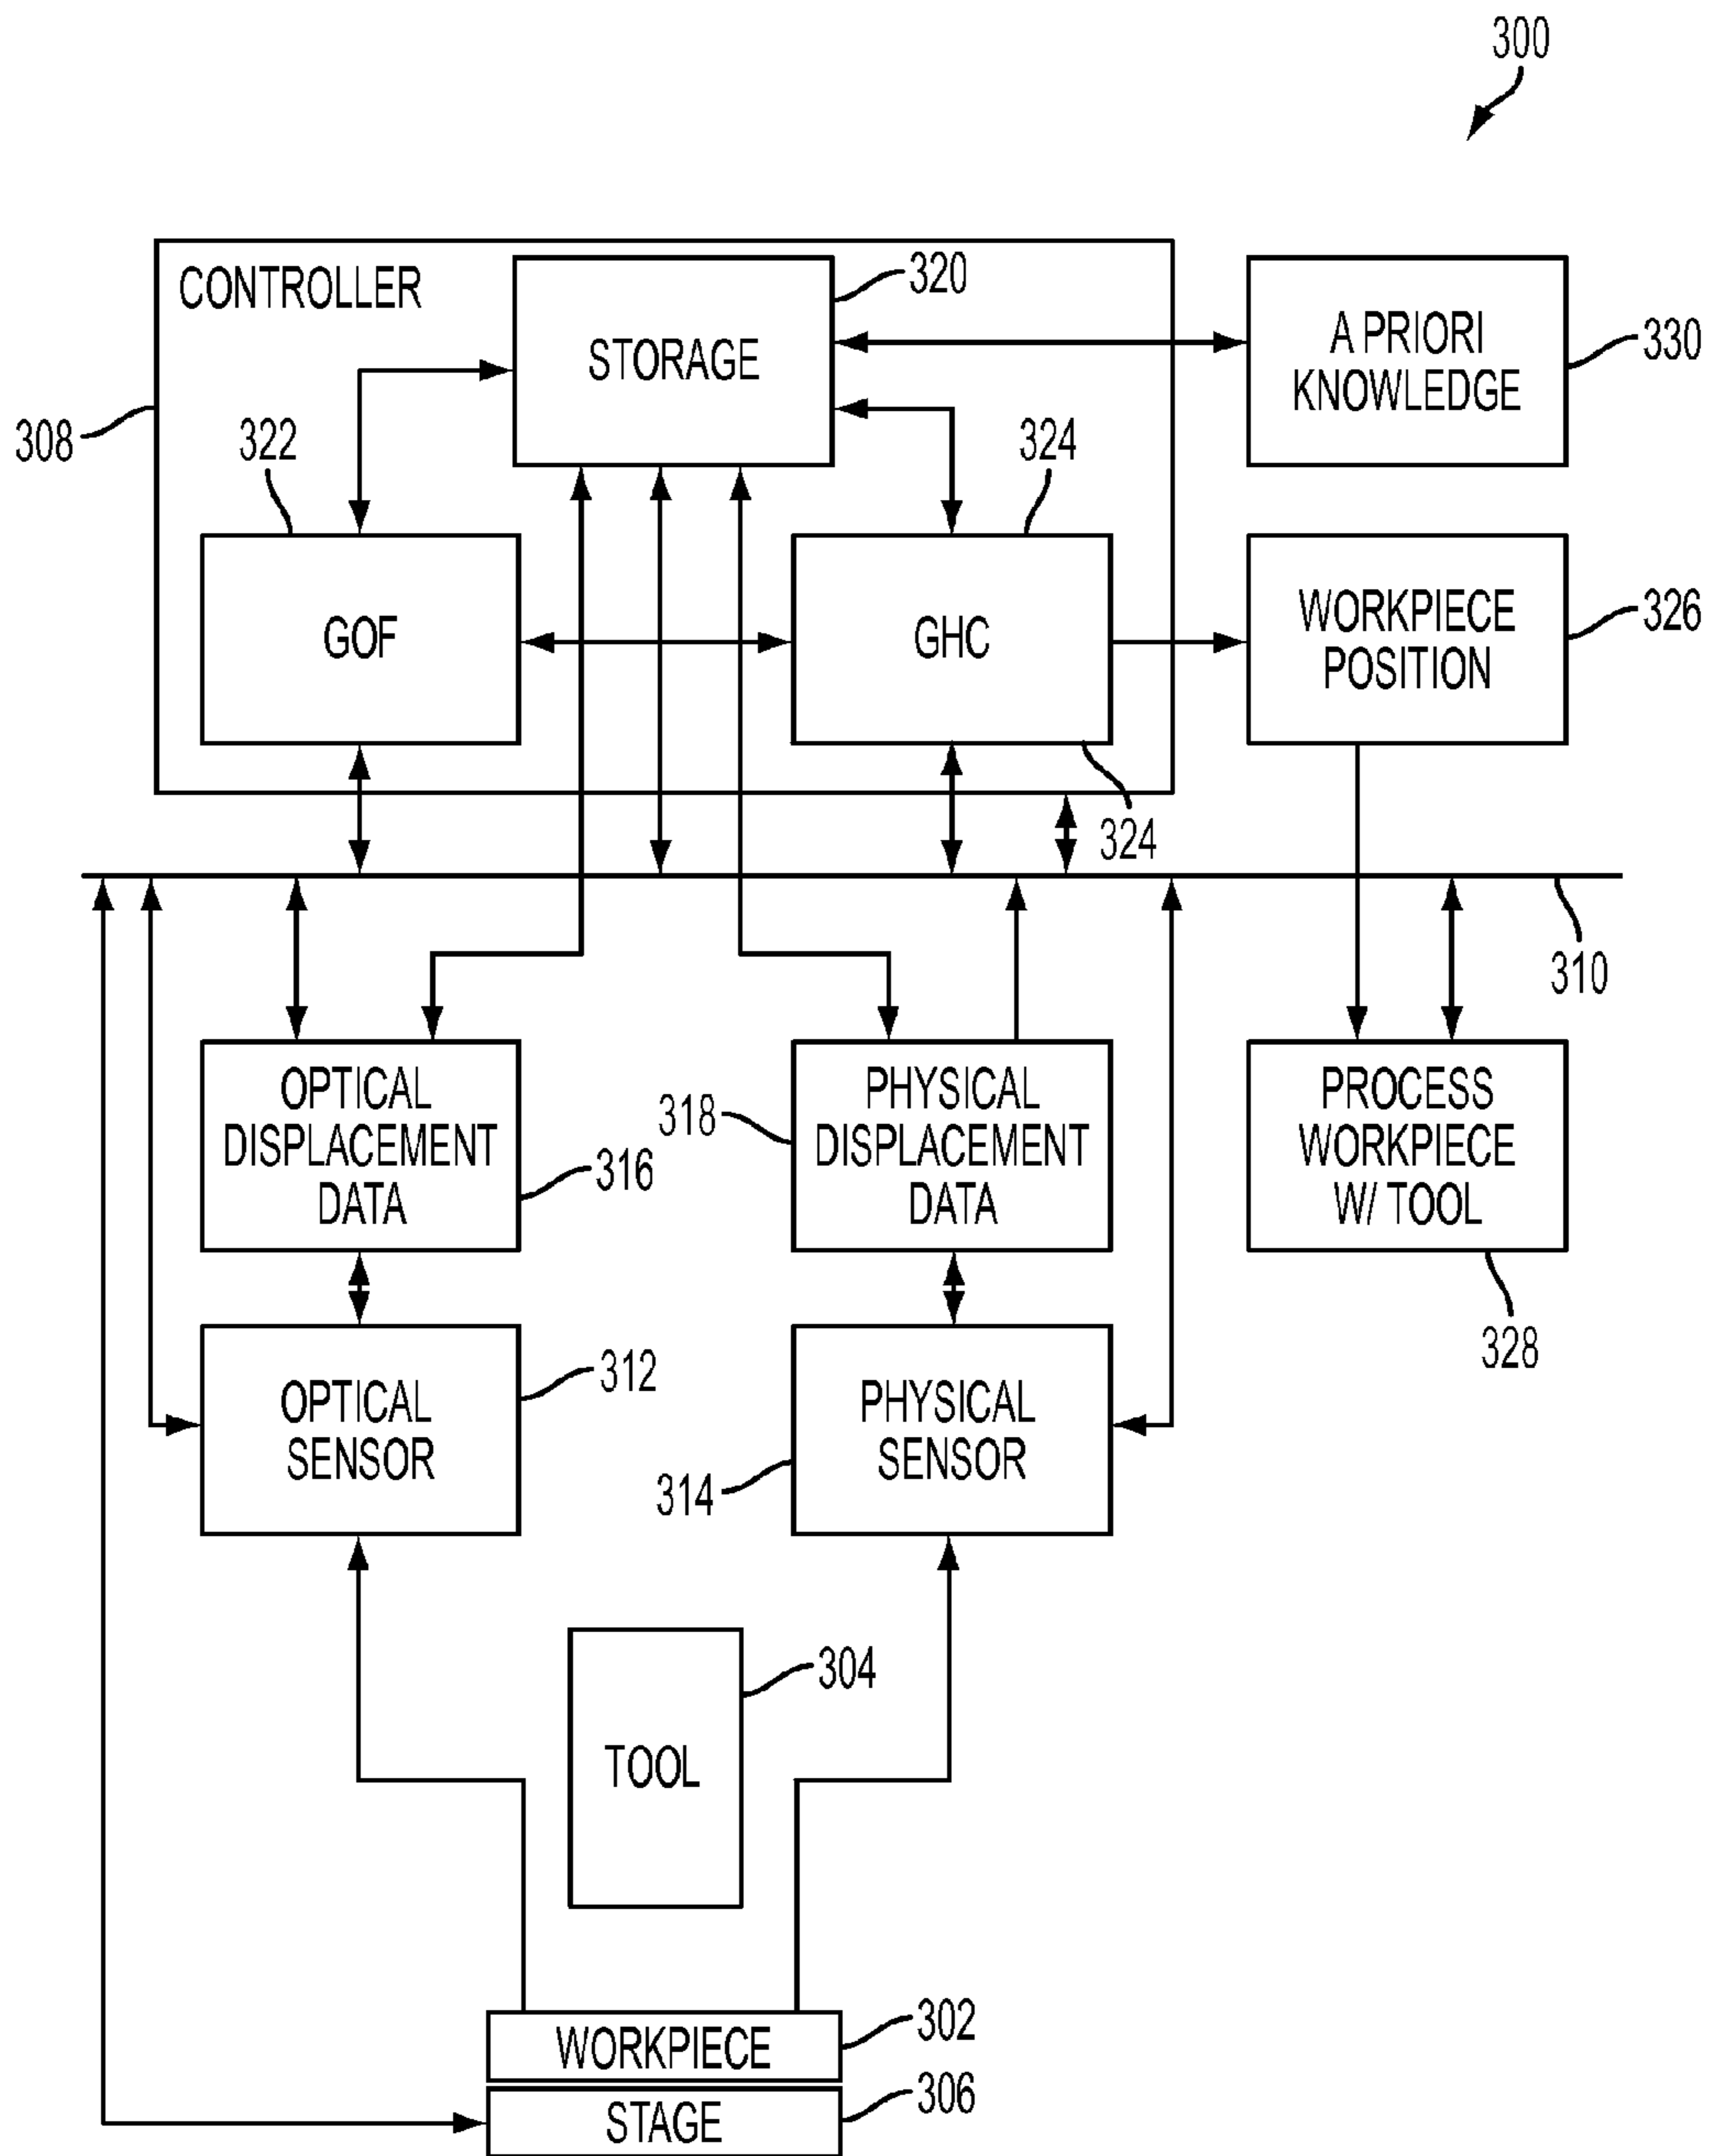 300
CONTROLLER
320
STORAGE
A PRIORI
KNOWLEDGE
330
308
322
324
GOF
GHC
WORKPIECE
POSITION
326
324
310
OPTICAL
DISPLACEMENT
DATA
316
318
PHYSICAL
DISPLACEMENT
DATA
PROCESS
WORKPIECE
W/ TOOL
328
OPTICAL
SENSOR
312
314
PHYSICAL
SENSOR
304
TOOL
WORKPIECE
302
STAGE
306